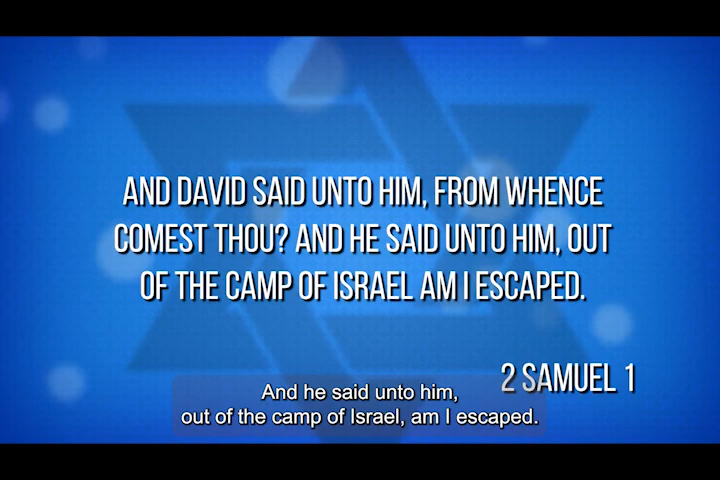 AND DAVID SAID UNTO HIM, FROM WHENCE
COMEST THOU? AND HE SAID UNTO HIM, OUT
OF THE CAMP OF ISRAEL AM I ESCAPED.
2 SAMUEL 1
And he said unto him,
out of the camp of Israel, am I escaped.